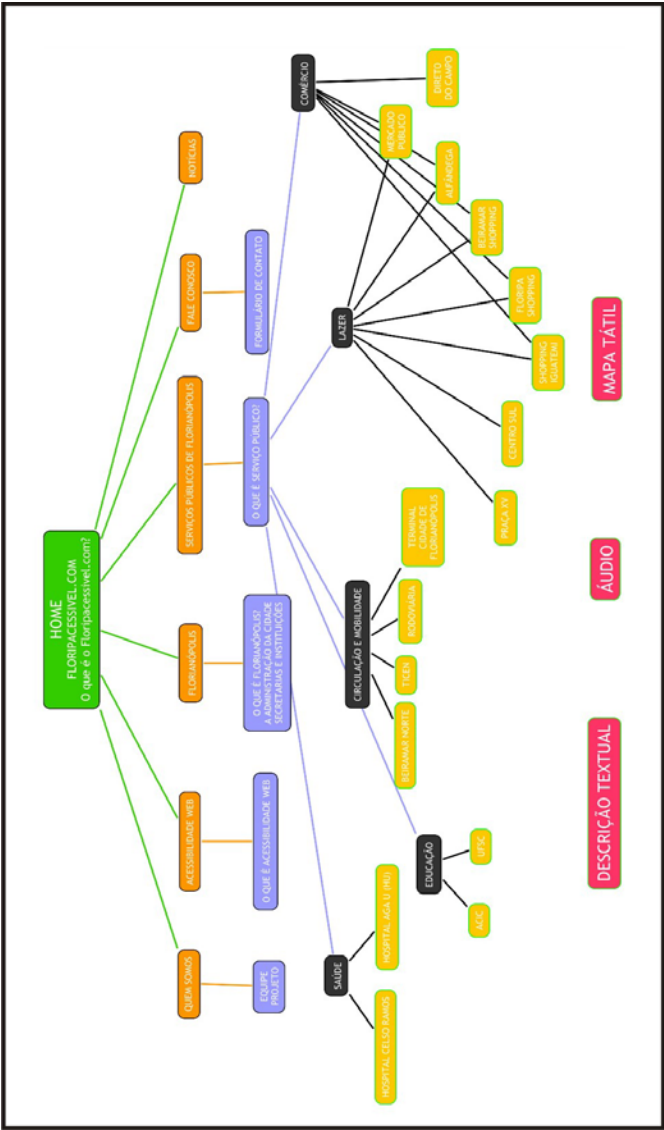 HOME
FLORIPACESSIVEL.COM
O que é o Floripacessivel.com?
QUEM SOMOS
ACESSIBILIDADE WEB
FLORIANÓPOLIS
SERVIÇOS PÚBLICOS DE FLORIANÓPOLIS
FALE CONOSCO
NOTÍCIAS
EQUIPE
PROJETO
O QUE É ACESSIBILIDADE WEB
O QUE É FLORIANÓPOLIS?
A ADMINISTRAÇÃO DA CIDADE
SECRETARIAS E INSTITUIÇÕES
O QUE É SERVIÇO PÚBLICO?
FORMULÁRIO DE CONTATO
SAÚDE
EDUCAÇÃO
CIRCULAÇÃO E MOBILIDADE
LAZER
COMÉRCIO
HOSPITAL CELSO RAMOS
HOSPITAL AGA U (HU)
ACIC
UFSC
BEIRAMAR NORTE
TICEN
RODOVIÁRIA
TERMINAL
CIDADE DE
FLORIANÓPOLIS
PRAÇA XV
CENTRO SUL
SHOPPING
IGUATEMI
FLORIPA
SHOPPING
BEIRAMAR
SHOPPING
ALFÂNDEGA
MERCADO
PÚBLICO
DIRETO
DO CAMPO
DESCRIÇÃO TEXTUAL
ÁUDIO
MAPA TÁTIL